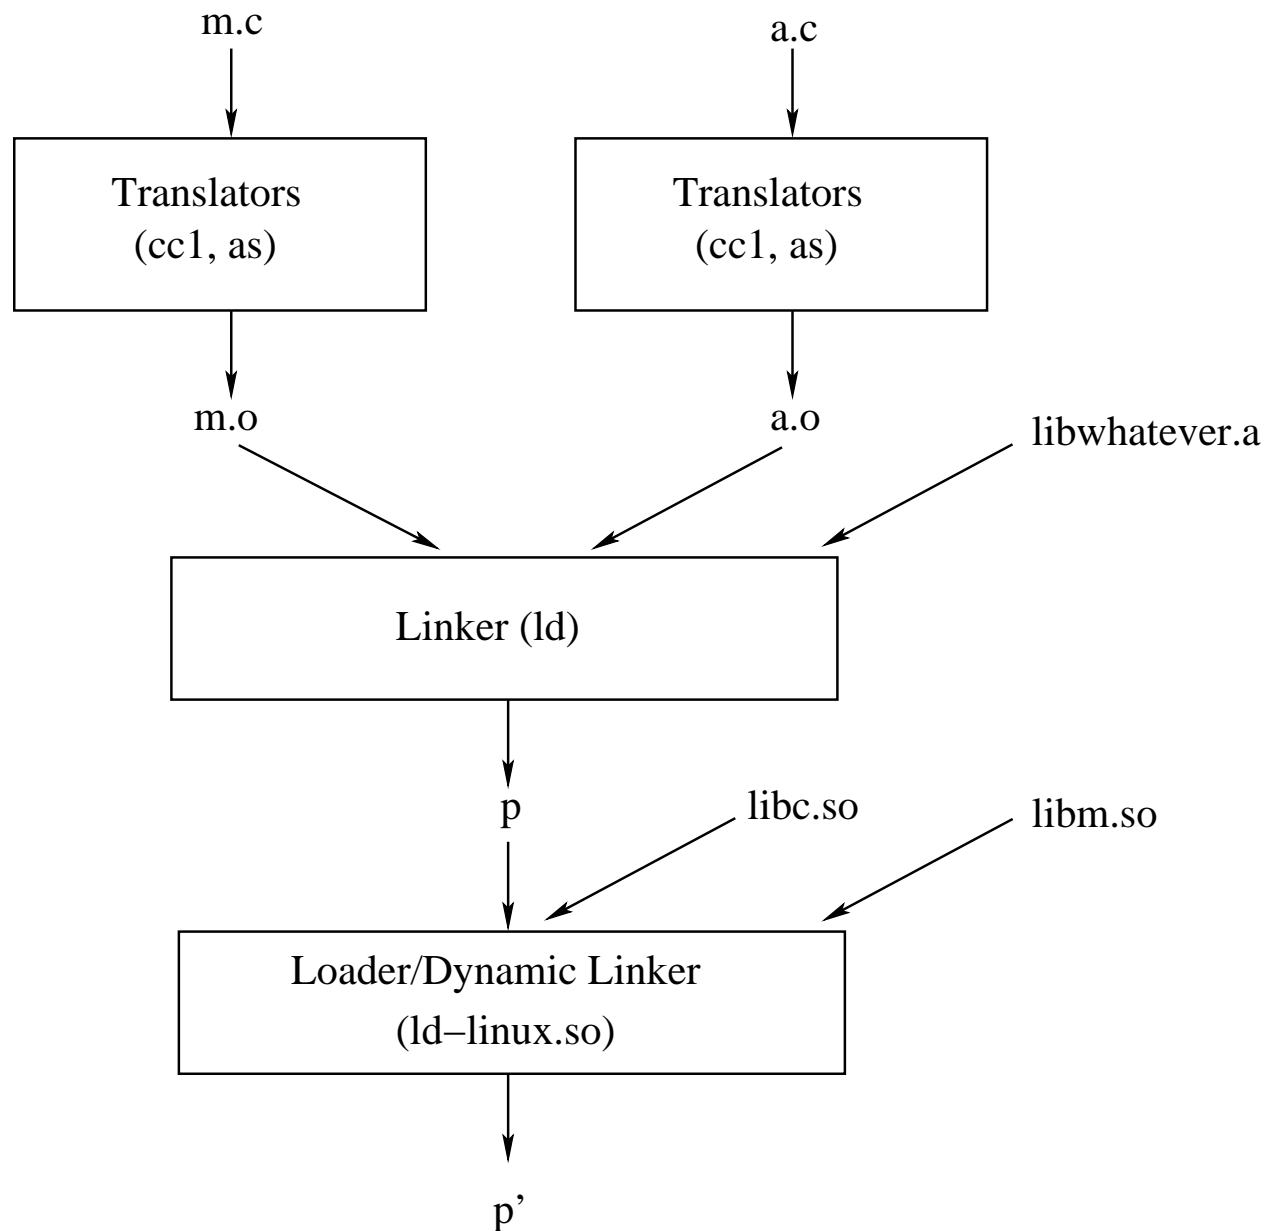 m.c
a.c
Translators
(cc1, as)
Translators
(cc1, as)
m.o
a.o
libwhatever.a
Linker (ld)
p
libc.so
libm.so
Loader/Dynamic Linker
(ld−linux.so)
p’